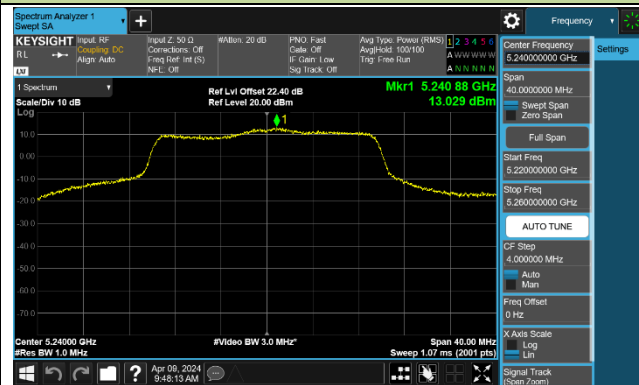 Spectrum Analyzer 1
Swept SA
Frequency
KEYSIGHT
RL
LXI
Input: RF
Coupling: DC
Align: Auto
Input Z: 50 Ω
Corrections: Off
Freq Ref: Int (S)
NFE: Off
#Atten: 20 dB
PNO: Fast
Gate: Off
IF Gain: Low
Sig Track: Off
Avg Type: Power (RMS)
Avg|Hold: 100/100
Trig: Free Run
1 2 3 4 5 6
A W W W W W
A N N N N N
1 Spectrum
Scale/Div 10 dB
Log
Ref Lvl Offset 22.40 dB
Ref Level 20.00 dBm
Mkr1 5.240 88 GHz
13.029 dBm
1
10.0
0.00
-10.0
-20.0
-30.0
-40.0
-50.0
-60.0
-70.0
Center 5.24000 GHz
#Res BW 1.0 MHz
#Video BW 3.0 MHz*
Span 40.00 MHz
Sweep 1.07 ms (2001 pts)
Apr 09, 2024
9:48:13 AM
Center Frequency
5.240000000 GHz
Span
40.0000000 MHz
Swept Span
Zero Span
Full Span
Start Freq
5.220000000 GHz
Stop Freq
5.260000000 GHz
AUTO TUNE
CF Step
4.000000 MHz
Auto
Man
Freq Offset
0 Hz
X Axis Scale
Log
Lin
Signal Track
(Span Zoom)
Settings